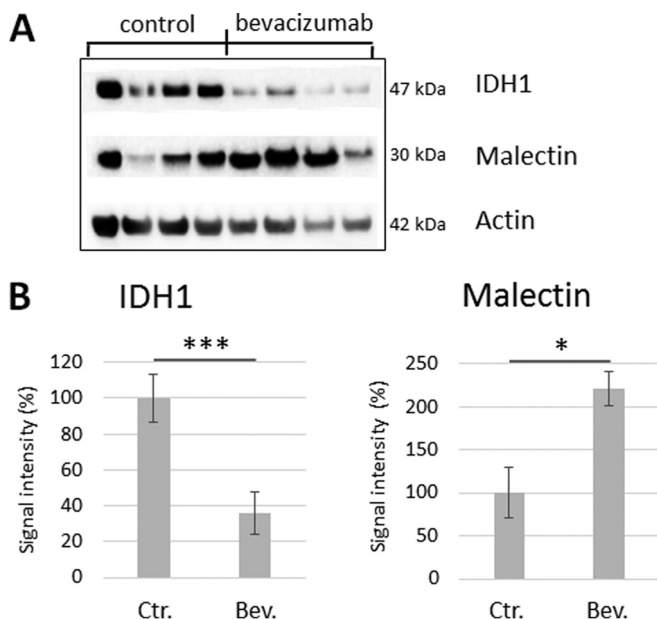 A
control bevacizumab
47 kDa IDH1
30 kDa Malectin
42 kDa Actin
B
IDH1 Malectin
Signal intensity (%)
120
100
80
60
40
20
0
***
Ctr. Bev.
Signal intensity (%)
250
200
150
100
50
0
*
Ctr. Bev.